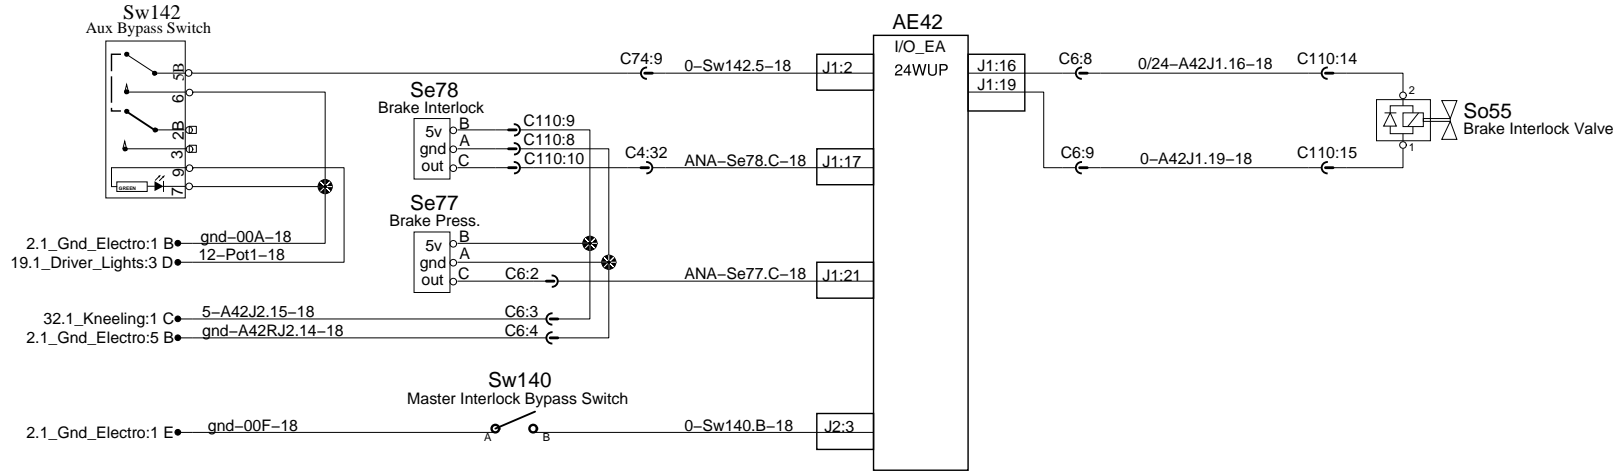 Sw142
Aux Bypass Switch
5B
6
2B
3
9
7
GREEN
2.1_Gnd_Electro:1 B
gnd–00A–18
19.1_Driver_Lights:3 D
12–Pot1–18
32.1_Kneeling:1 C
5–A42J2.15–18
C6:3
2.1_Gnd_Electro:5 B
gnd–A42RJ2.14–18
C6:4
Se78
Brake Interlock
5v
B
C110:9
gnd
A
C110:8
out
C
C110:10
C4:32
ANA–Se78.C–18
J1:17
Se77
Brake Press.
5v
B
gnd
A
out
C
C6:2
ANA–Se77.C–18
J1:21
C74:9
0–Sw142.5–18
J1:2
Sw140
Master Interlock Bypass Switch
2.1_Gnd_Electro:1 E
gnd–00F–18
A
B
0–Sw140.B–18
J2:3
AE42
I/O_EA
24WUP
J1:16
J1:19
C6:8
0/24–A42J1.16–18
C110:14
C6:9
0–A42J1.19–18
C110:15
2
1
So55
Brake Interlock Valve